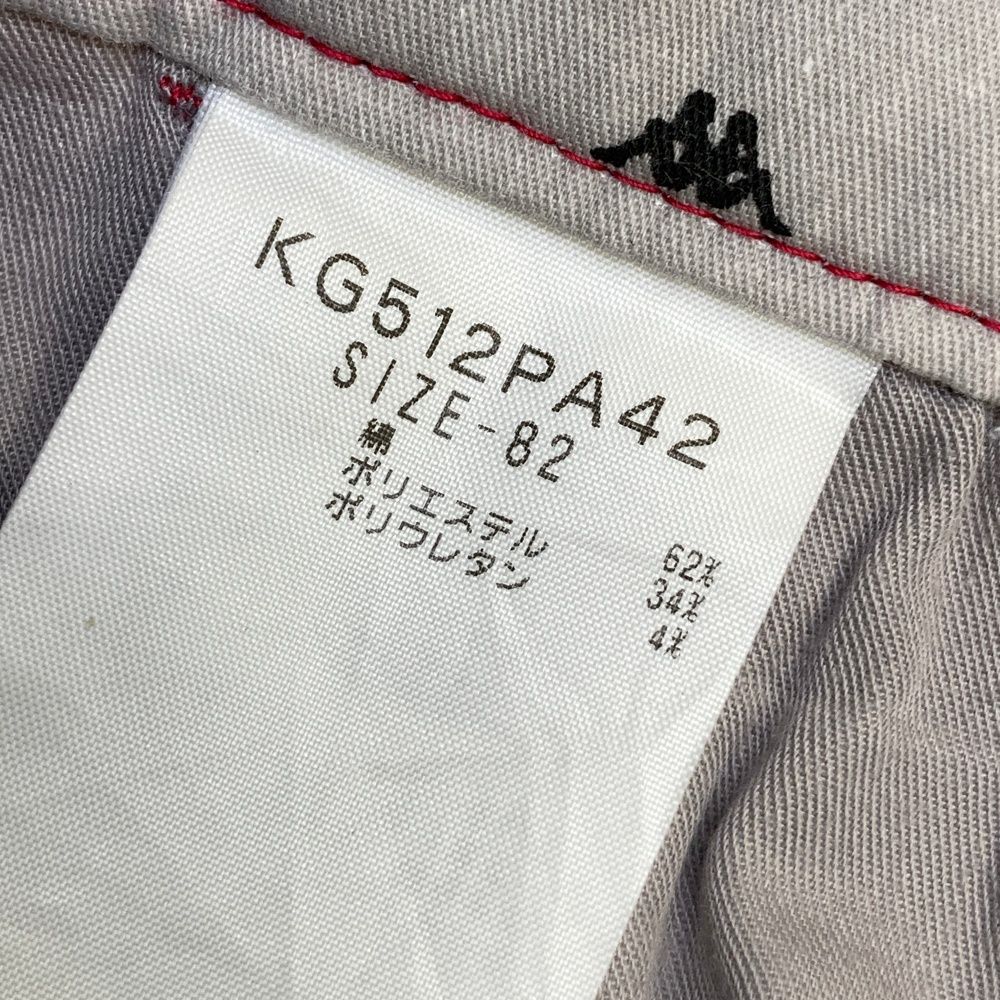 KG512PA42
SIZE-82
綿 62%
ポリエステル 34%
ポリウレタン 4%